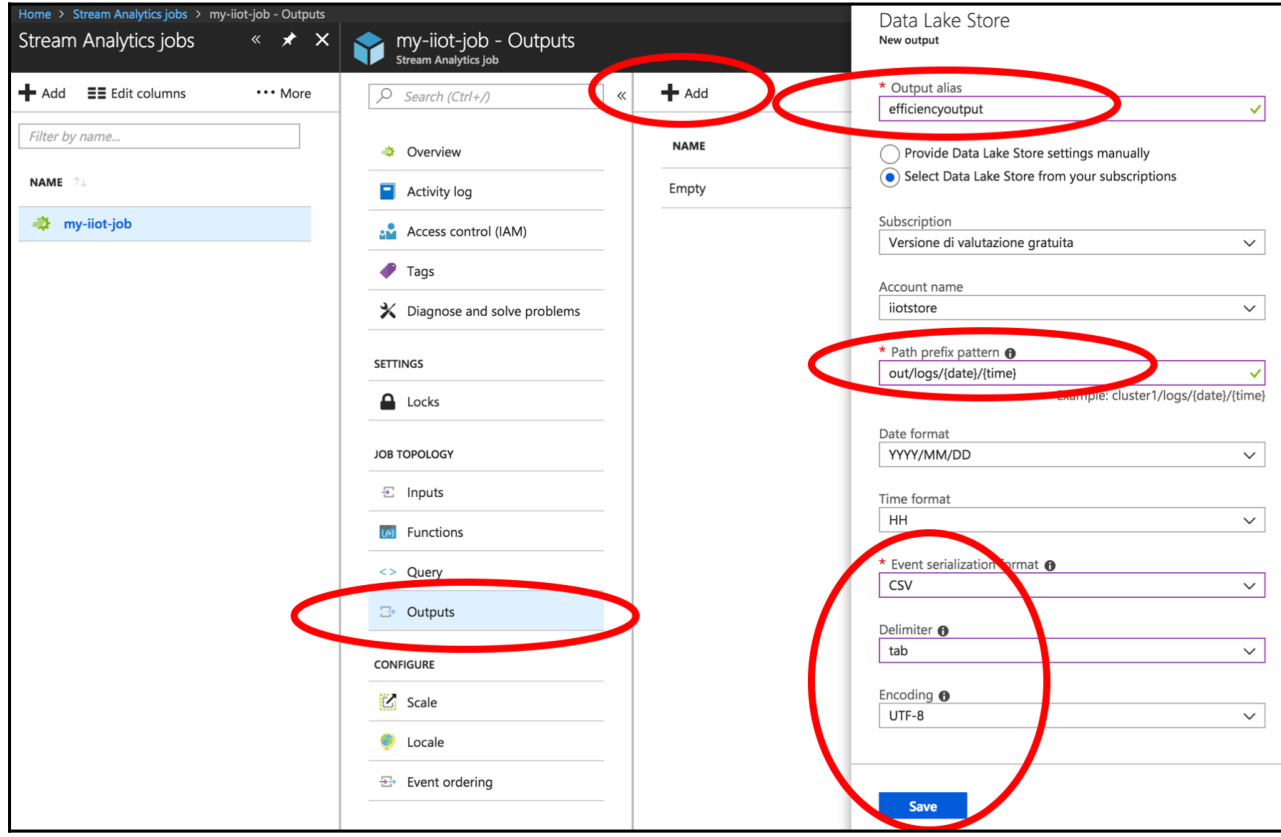 Home > Stream Analytics jobs > my-iiot-job - Outputs
Stream Analytics jobs
Add
Edit columns
More
Filter by name...
NAME
my-iiot-job
my-iiot-job - Outputs
Stream Analytics job
Search (Ctrl+/)
Overview
Activity log
Access control (IAM)
Tags
Diagnose and solve problems
SETTINGS
Locks
JOB TOPOLOGY
Inputs
Functions
Query
Outputs
CONFIGURE
Scale
Locale
Event ordering
Add
NAME
Empty
Data Lake Store
New output
* Output alias
efficiencyoutput
Provide Data Lake Store settings manually
Select Data Lake Store from your subscriptions
Subscription
Versione di valutazione gratuita
Account name
iiotstore
* Path prefix pattern
out/logs/{date}/{time}
Example: cluster1/logs/{date}/{time}
Date format
YYYY/MM/DD
Time format
HH
* Event serialization format
CSV
Delimiter
tab
Encoding
UTF-8
Save